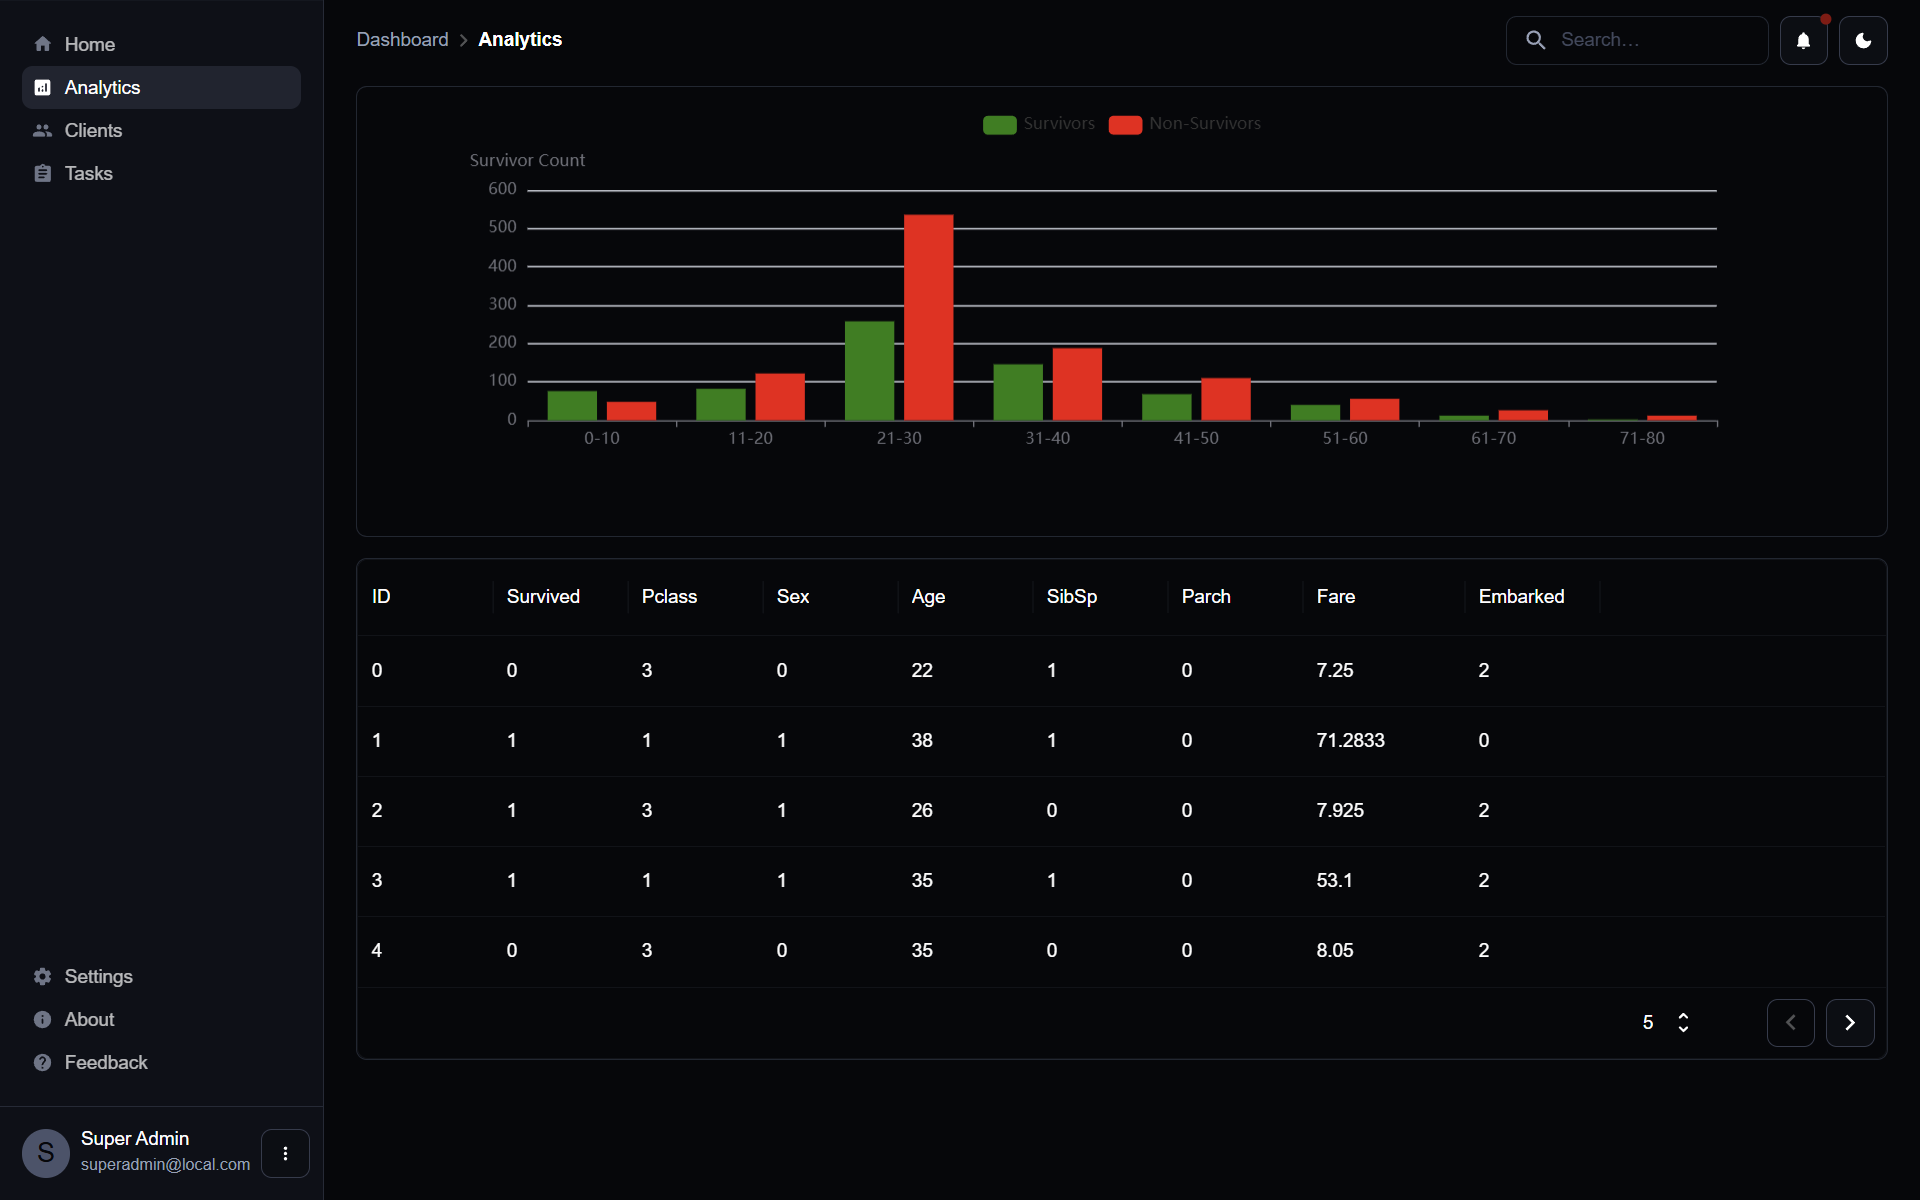 Home
Analytics
Clients
Tasks
Settings
About
Feedback
S
Super Admin
superadmin@local.com
Dashboard > Analytics
Search...
Survivors Non-Survivors
Survivor Count
600
500
400
300
200
100
0
0-10 11-20 21-30 31-40 41-50 51-60 61-70 71-80
ID Survived Pclass Sex Age SibSp Parch Fare Embarked
0 0 3 0 22 1 0 7.25 2
1 1 1 1 38 1 0 71.2833 0
2 1 3 1 26 0 0 7.925 2
3 1 1 1 35 1 0 53.1 2
4 0 3 0 35 0 0 8.05 2
5